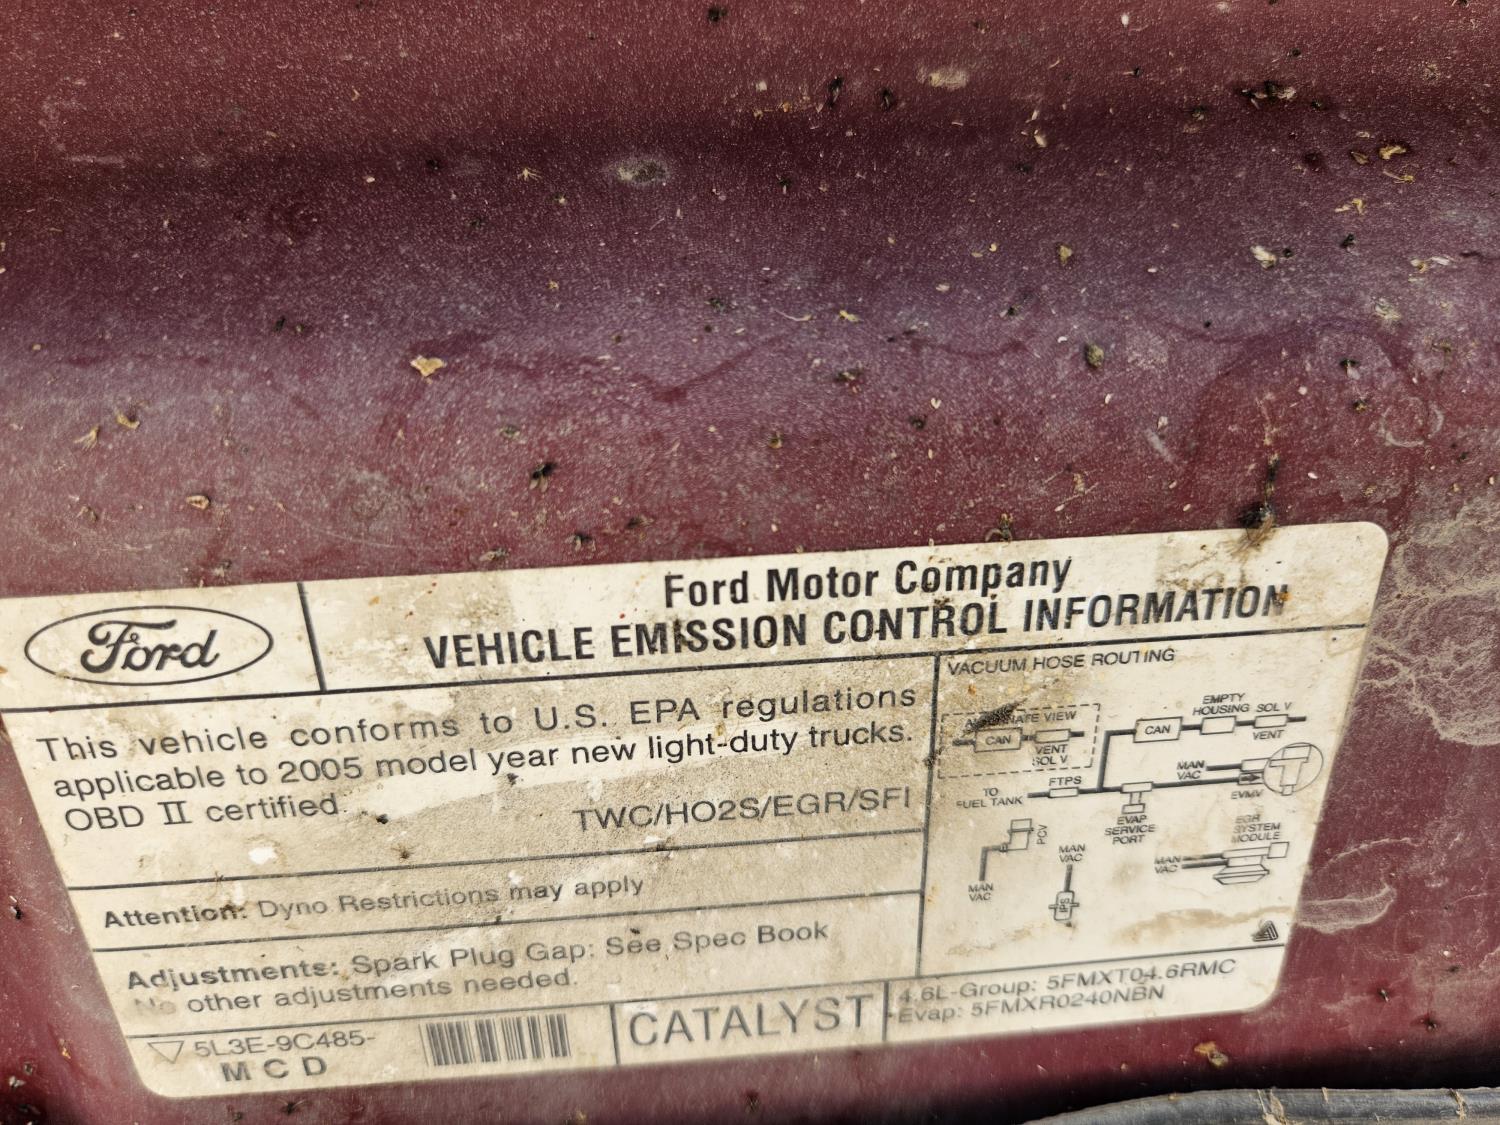 Ford
Ford Motor Company
VEHICLE EMISSION CONTROL INFORMATION
This vehicle conforms to U.S. EPA regulations
applicable to 2005 model year new light-duty trucks.
OBD II certified.
TWC/HO2S/EGR/SFI
Attention: Dyno Restrictions may apply
Adjustments: Spark Plug Gap: See Spec Book
No other adjustments needed.
5L3E-9C485-
M C D
CATALYST
4.6L-Group: 5FMXT04.6RMC
Evap: 5FMXR0240NBN
VACUUM HOSE ROUTING
ALTERNATE VIEW
CAN
VENT
SOL V
EMPTY
HOUSING
SOL V
CAN
VENT
MAN
VAC
EVMV
FTPS
TO
FUEL TANK
EVAP
SERVICE
PORT
EGR
SYSTEM
MODULE
MAN
VAC
PCV
MAN
VAC
MAN
VAC